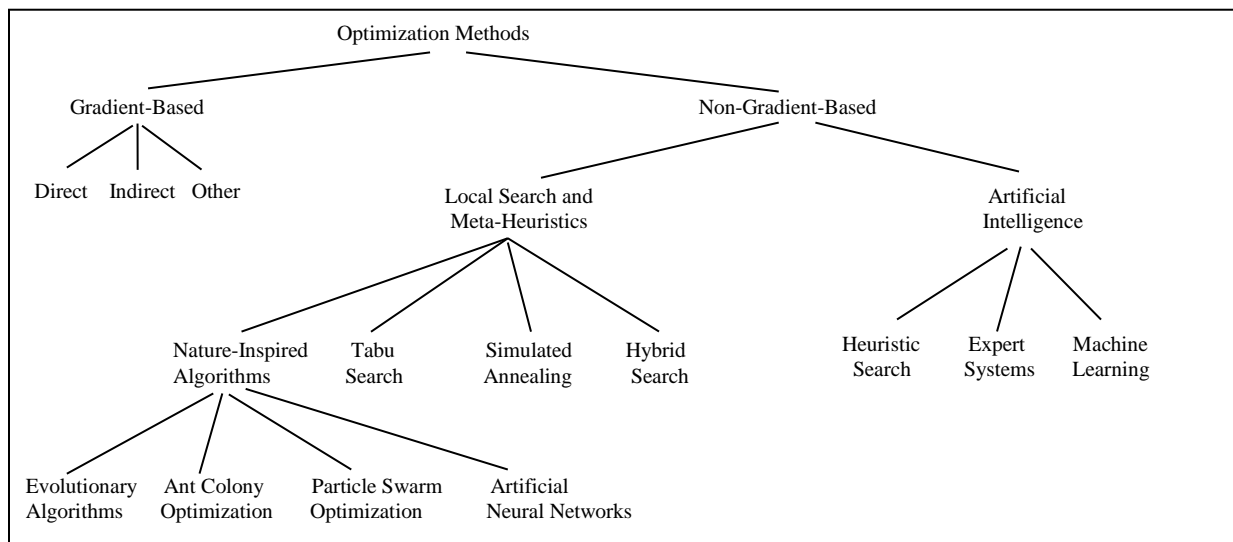 Optimization Methods
Gradient-Based
Non-Gradient-Based
Direct
Indirect
Other
Local Search and
Meta-Heuristics
Artificial
Intelligence
Nature-Inspired
Algorithms
Tabu
Search
Simulated
Annealing
Hybrid
Search
Heuristic
Search
Expert
Systems
Machine
Learning
Evolutionary
Algorithms
Ant Colony
Optimization
Particle Swarm
Optimization
Artificial
Neural Networks